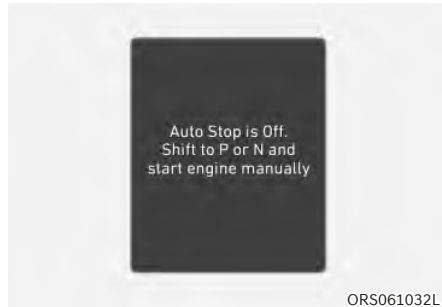 Auto Stop is Off.
Shift to P or N and
start engine manually
ORS061032L